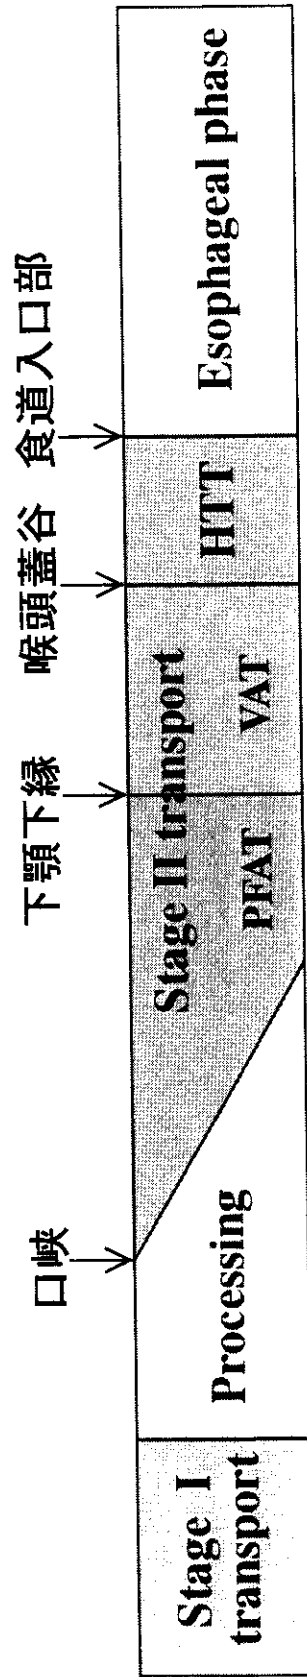 口峡
下顎下縁
喉頭蓋谷
食道入口部
Stage I
transport
Processing
Stage II transport
PFAT
VAT
HTT
Esophageal phase